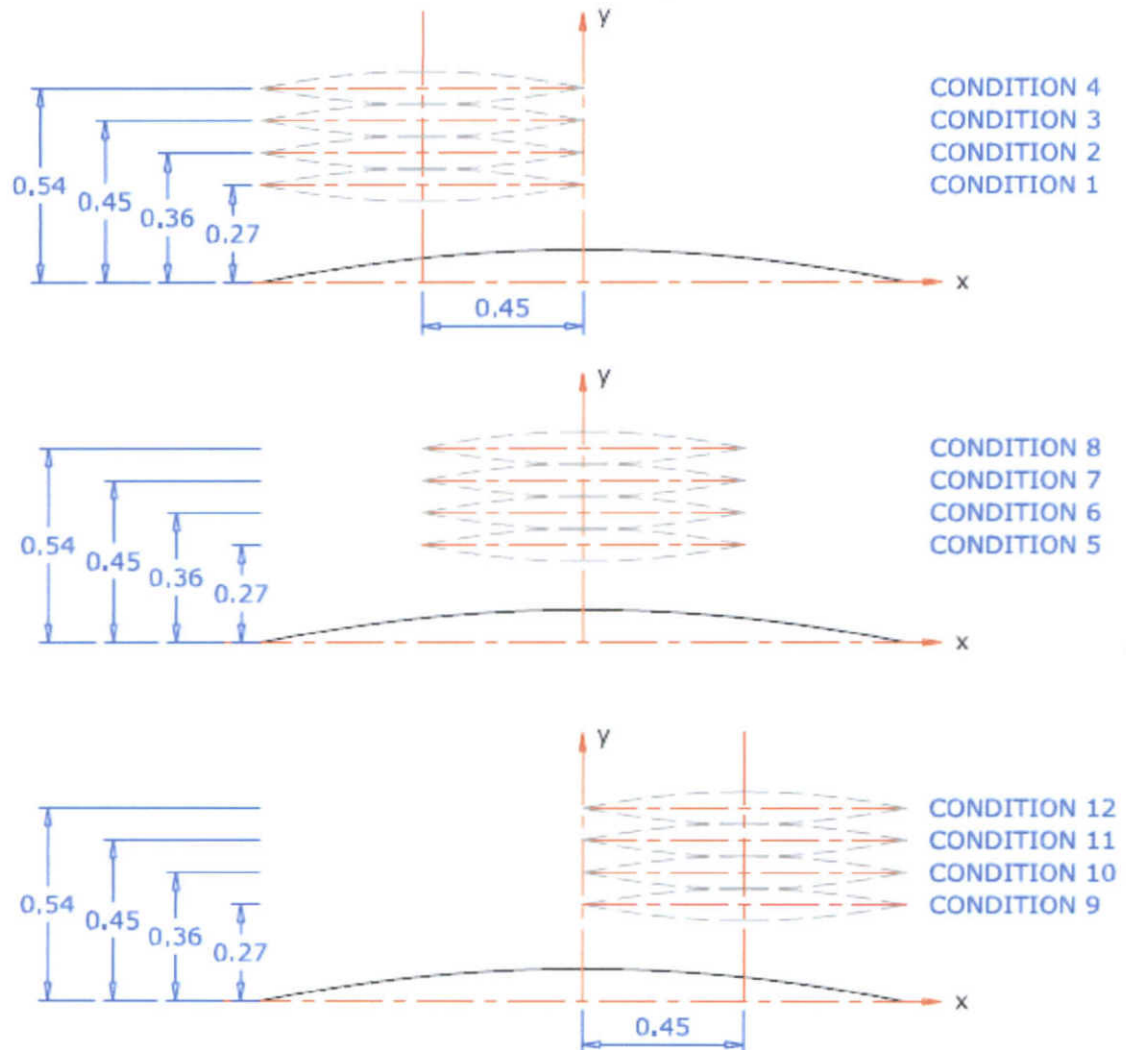 y
CONDITION 4
CONDITION 3
CONDITION 2
CONDITION 1
0.54
0.45
0.36
0.27
x
0.45
y
CONDITION 8
CONDITION 7
CONDITION 6
CONDITION 5
0.54
0.45
0.36
0.27
x
y
CONDITION 12
CONDITION 11
CONDITION 10
CONDITION 9
0.54
0.45
0.36
0.27
x
0.45